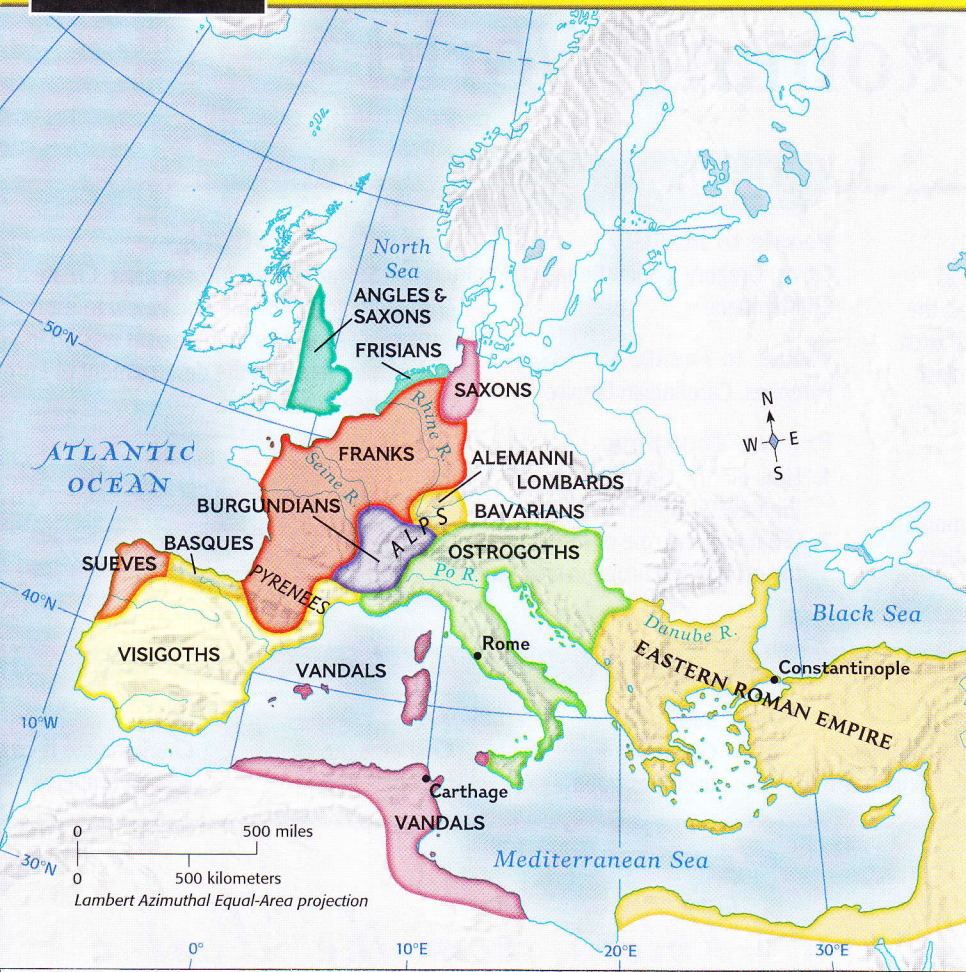 North
Sea
ANGLES &
SAXONS
50°N
FRISIANS
SAXONS
Rhine R.
ATLANTIC
OCEAN
FRANKS
Seine R.
ALEMANNI
LOMBARDS
BURGUNDIANS
BAVARIANS
ALPS
BASQUES
SUEVES
OSTROGOTHS
PYRENEES
Po R.
40°N
Black Sea
Danube R.
VISIGOTHS
Rome
VANDALS
EASTERN ROMAN EMPIRE
Constantinople
10°W
Carthage
VANDALS
0 500 miles
Mediterranean Sea
30°N
0 500 kilometers
Lambert Azimuthal Equal-Area projection
0°
10°E
20°E
30°E
N
W E
S